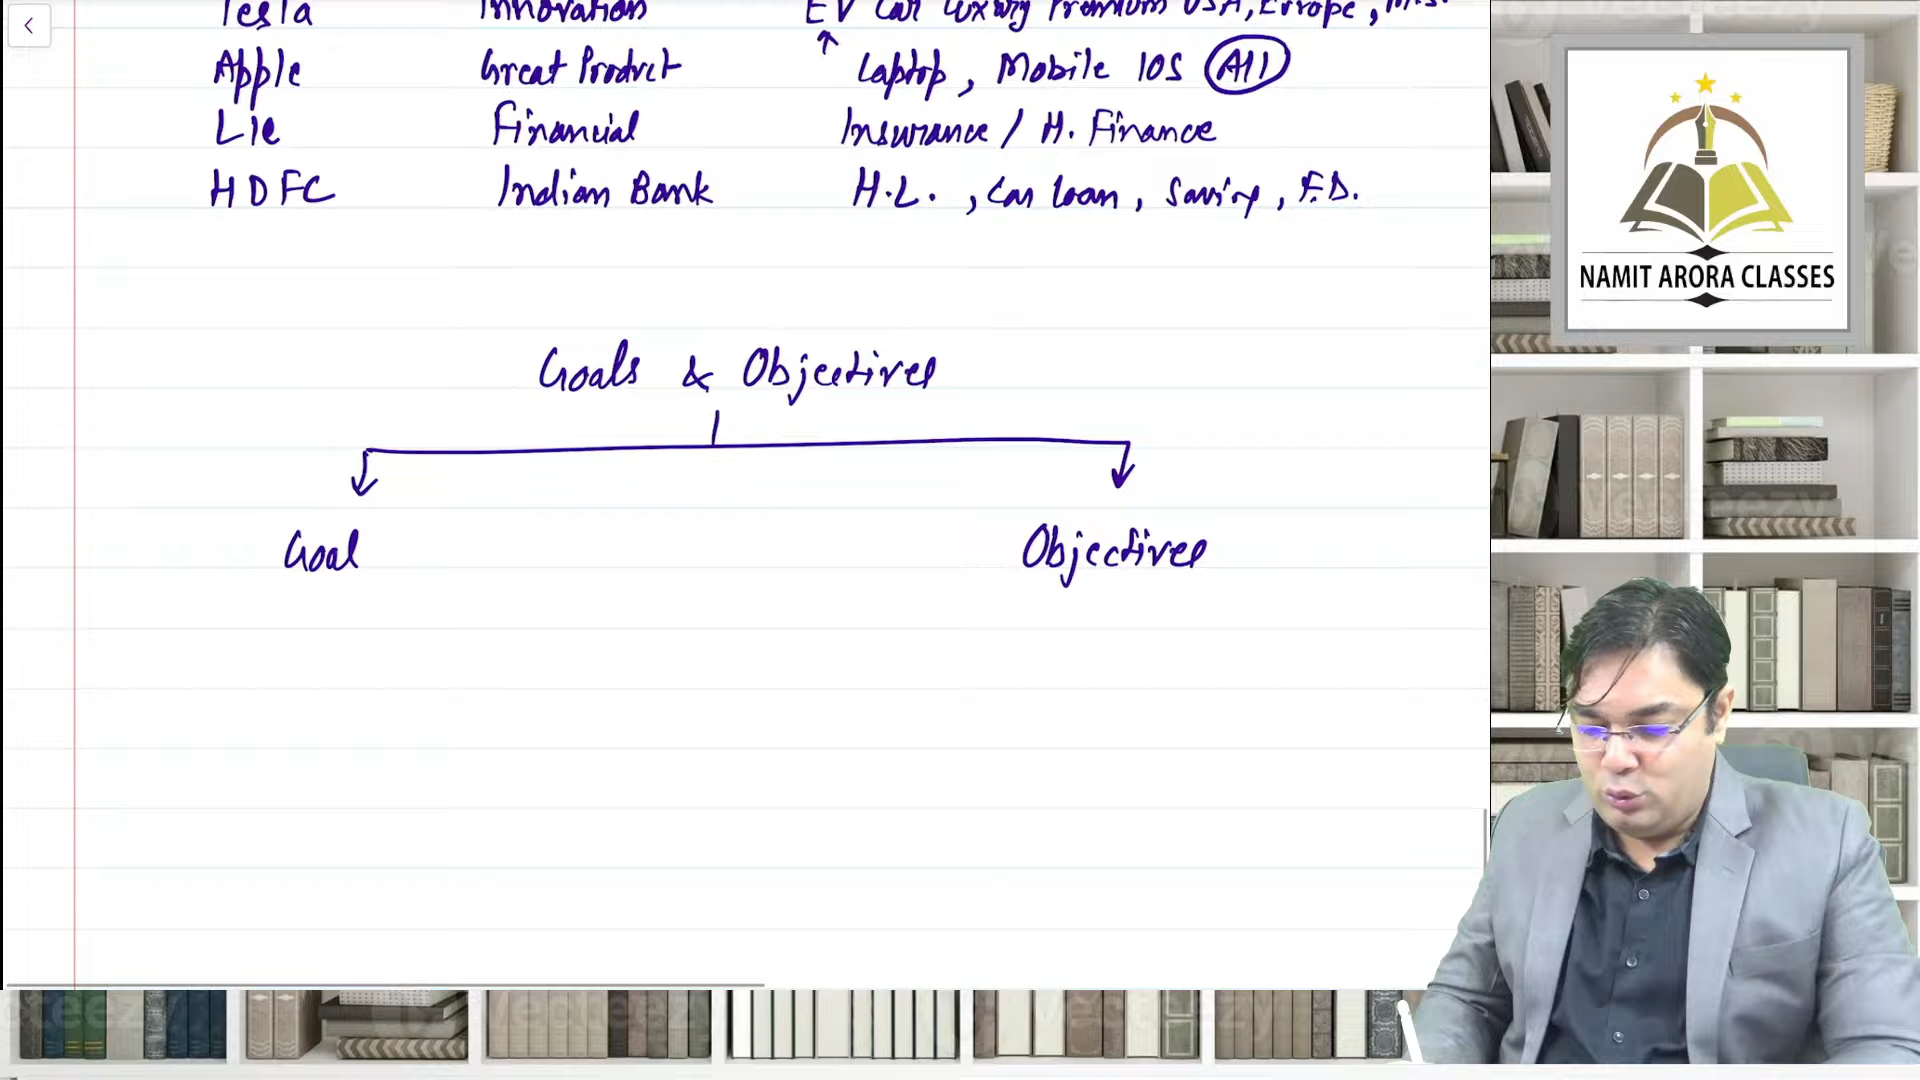 Tesla Innovation EV Car luxury Premium USA, Europe,
Apple Great Product Laptop, Mobile IOS All
LIC Financial Insurance / H. Finance
HDFC Indian Bank H.L., Car loan, Saving, F.D.
Goals & Objectives
Goal Objectives
NAMIT ARORA CLASSES